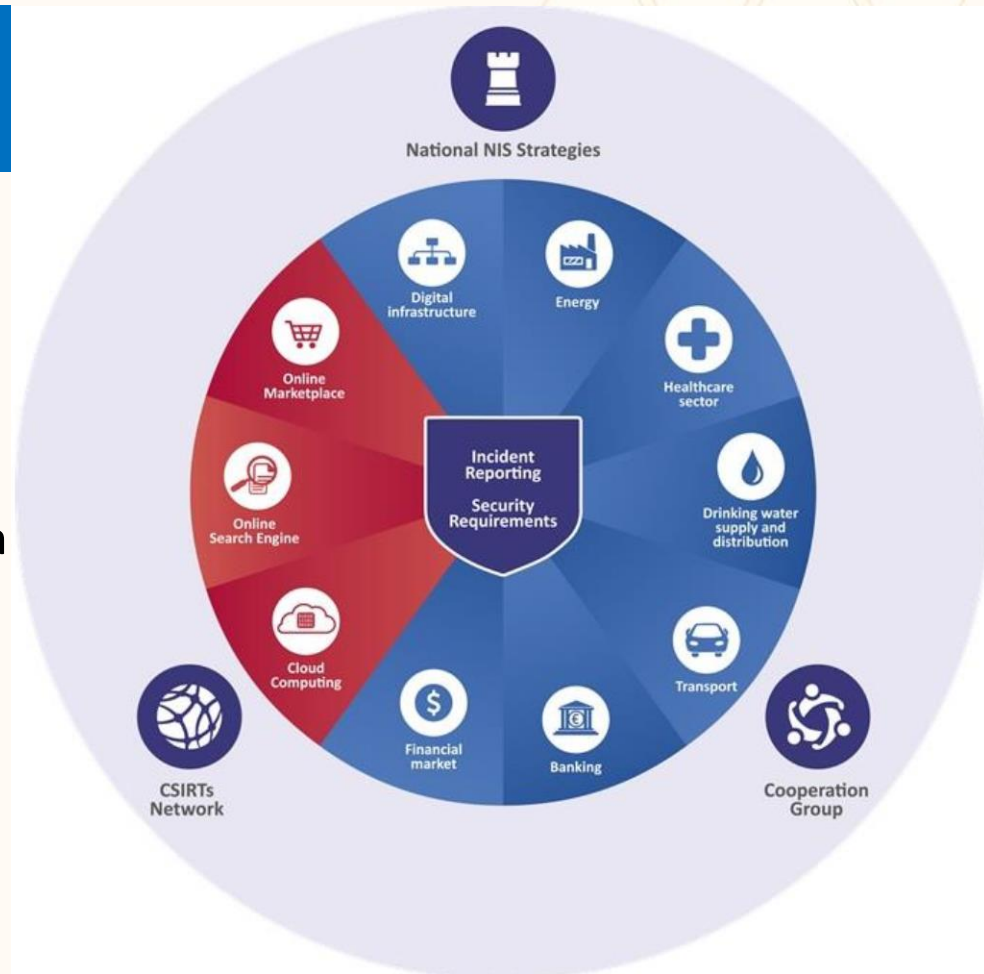 National NIS Strategies
Digital
infrastructure
Energy
Online
Marketplace
Healthcare
sector
Incident
Reporting
Security
Requirements
Online
Search Engine
Drinking water
supply and
distribution
Cloud
Computing
Transport
Financial
market
Banking
CSIRTs
Network
Cooperation
Group